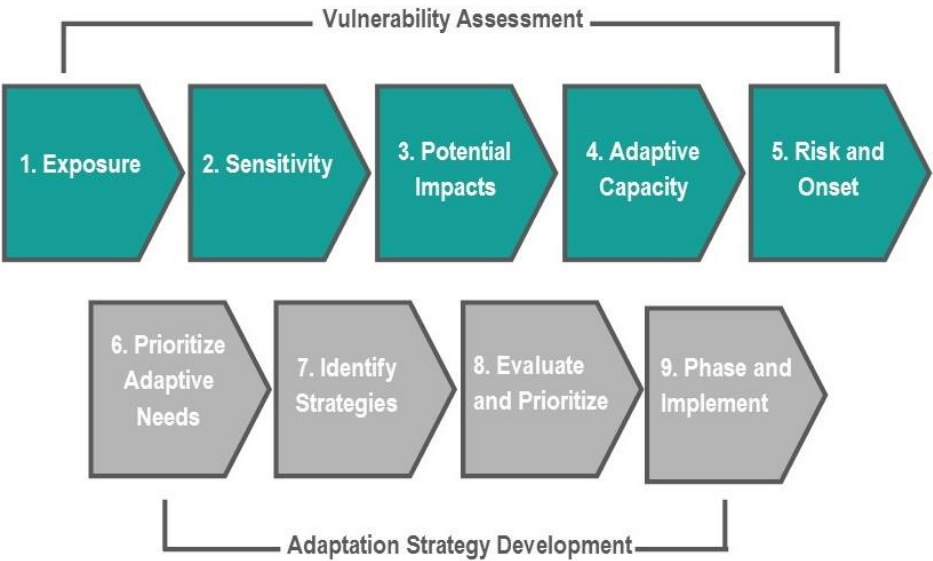 Vulnerability Assessment
1. Exposure
2. Sensitivity
3. Potential
Impacts
4. Adaptive
Capacity
5. Risk and
Onset
6. Prioritize
Adaptive
Needs
7. Identify
Strategies
8. Evaluate
and Prioritize
9. Phase and
Implement
Adaptation Strategy Development